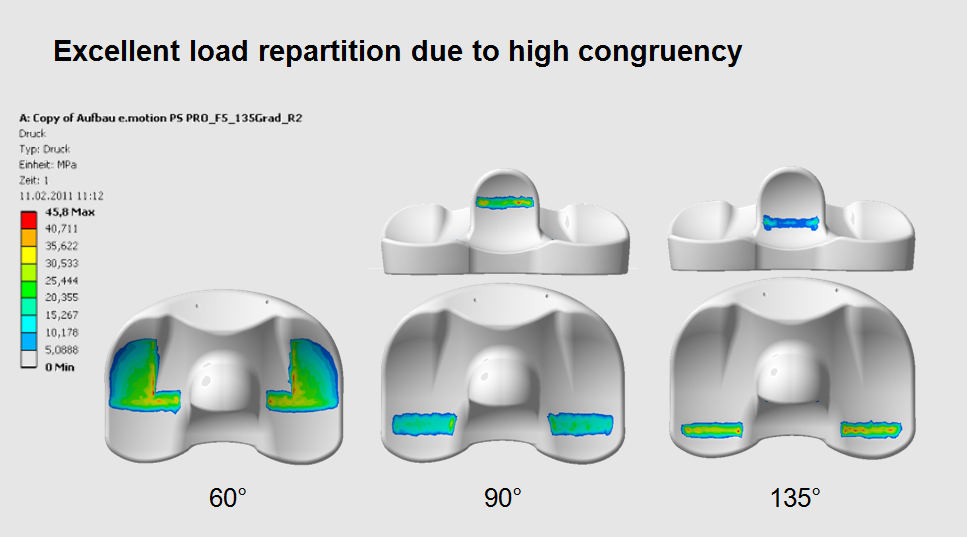 Excellent load repartition due to high congruency
A: Copy of Aufbau e.motion PS PRO_F5_135Grad_R2
Druck
Typ: Druck
Einheit: MPa
Zeit: 1
11.02.2011 11:12
45,8 Max
40,711
35,622
30,533
25,444
20,355
15,267
10,178
5,0888
0 Min
60°
90°
135°